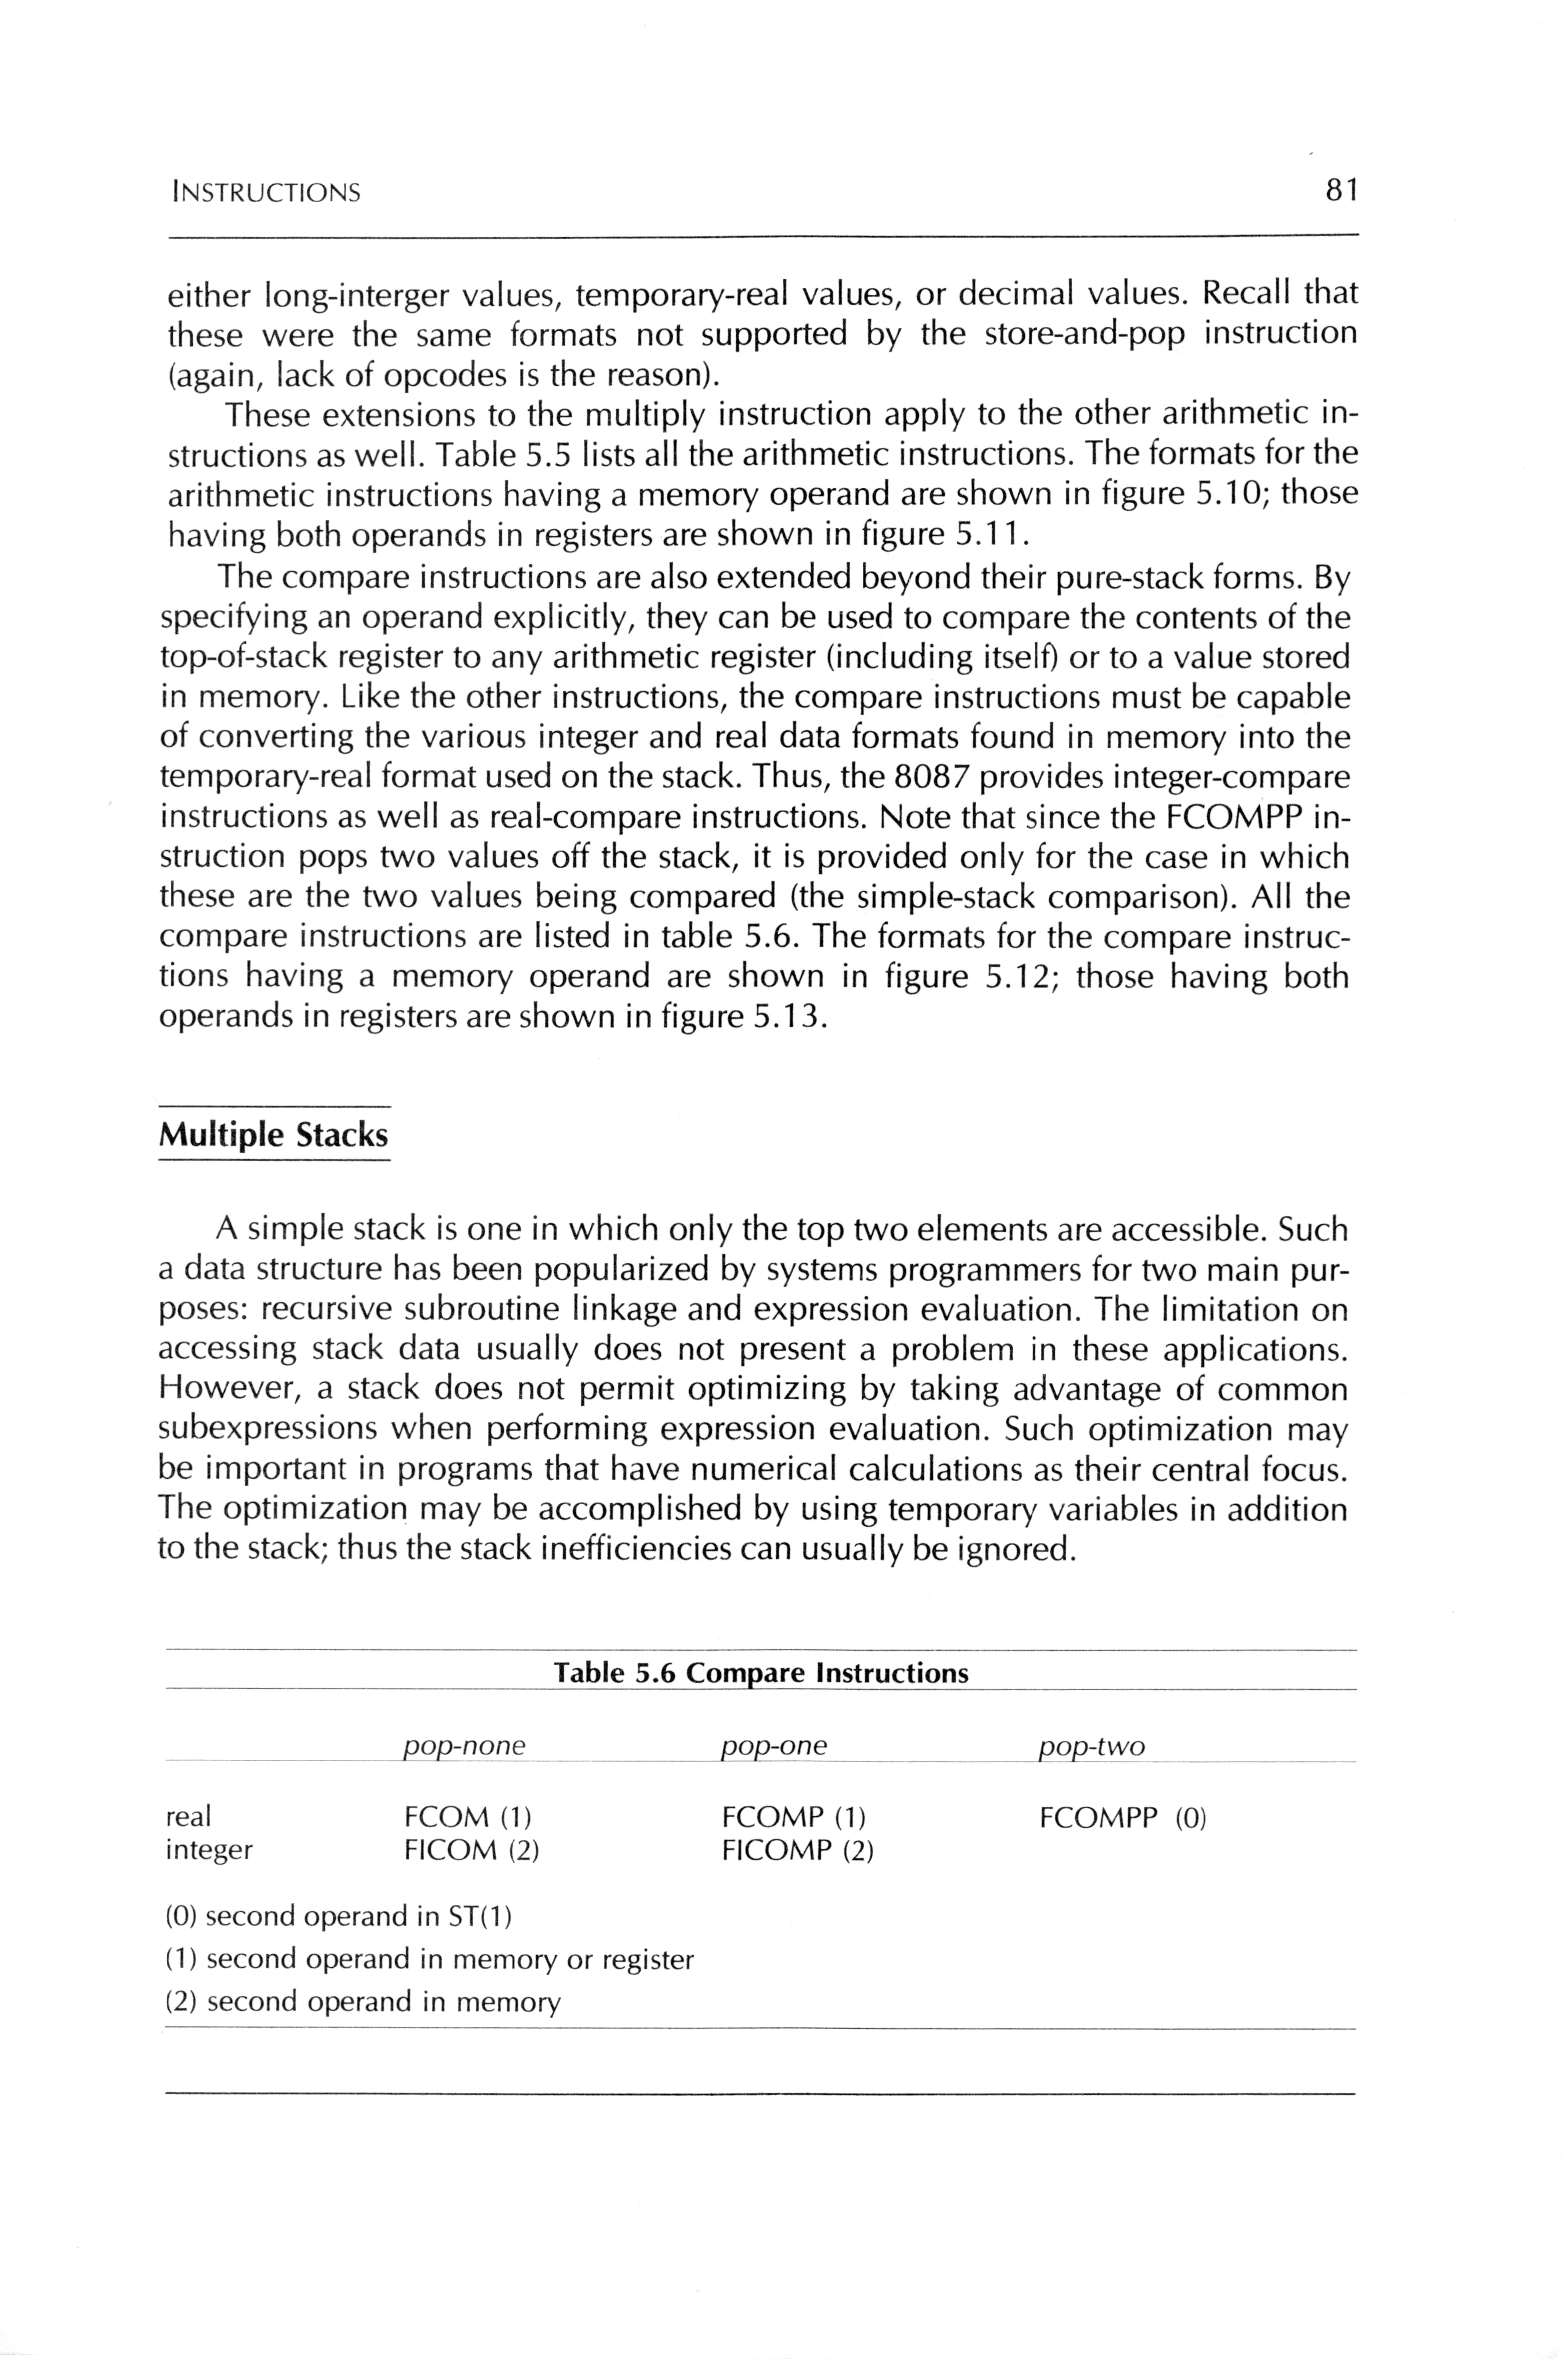 INSTRUCTIONS 81
either long-interger values, temporary-real values, or decimal values. Recall that
these were the same formats not supported by the store-and-pop instruction
(again, lack of opcodes is the reason).
These extensions to the multiply instruction apply to the other arithmetic in-
structions as well. Table 5.5 lists all the arithmetic instructions. The formats for the
arithmetic instructions having a memory operand are shown in figure 5.10; those
having both operands in registers are shown in figure 5.11.
The compare instructions are also extended beyond their pure-stack forms. By
specifying an operand explicitly, they can be used to compare the contents of the
top-of-stack register to any arithmetic register (including itself) or to a value stored
in memory. Like the other instructions, the compare instructions must be capable
of converting the various integer and real data formats found in memory into the
temporary-real format used on the stack. Thus, the 8087 provides integer-compare
instructions as well as real-compare instructions. Note that since the FCOMPP in-
struction pops two values off the stack, it is provided only for the case in which
these are the two values being compared (the simple-stack comparison). All the
compare instructions are listed in table 5.6. The formats for the compare instruc-
tions having a memory operand are shown in figure 5.12; those having both
operands in registers are shown in figure 5.13.
Multiple Stacks
A simple stack is one in which only the top two elements are accessible. Such
a data structure has been popularized by systems programmers for two main pur-
poses: recursive subroutine linkage and expression evaluation. The limitation on
accessing stack data usually does not present a problem in these applications.
However, a stack does not permit optimizing by taking advantage of common
subexpressions when performing expression evaluation. Such optimization may
be important in programs that have numerical calculations as their central focus.
The optimization may be accomplished by using temporary variables in addition
to the stack; thus the stack inefficiencies can usually be ignored.
Table 5.6 Compare Instructions
pop-none pop-one pop-two
real FCOM (1) FCOMP (1) FCOMPP (0)
integer FICOM (2) FICOMP (2)
(0) second operand in ST(1)
(1) second operand in memory or register
(2) second operand in memory